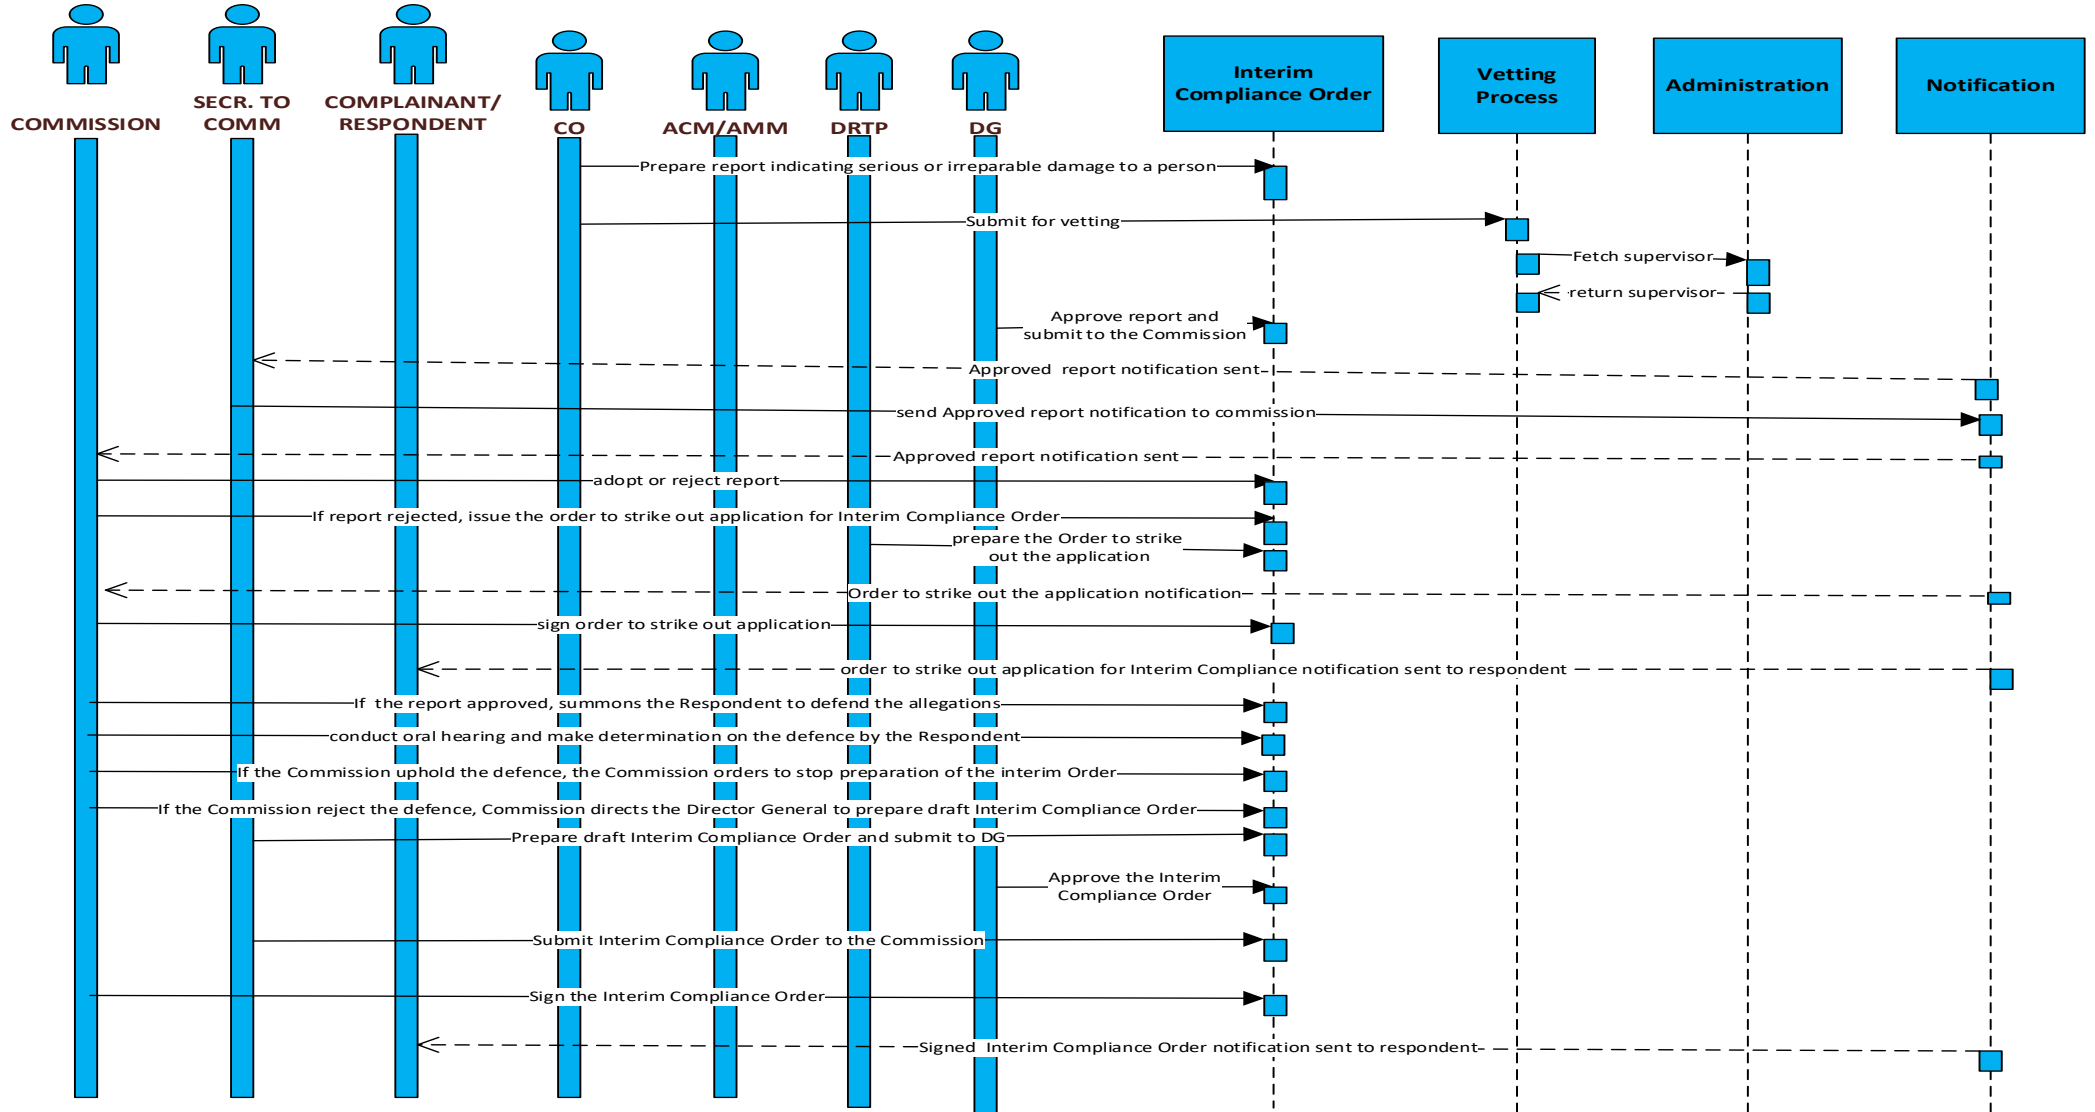 COMMISSION
SECR. TO
COMM
COMPLAINANT/
RESPONDENT
CO
ACM/AMM
DRTP
DG
Interim
Compliance Order
Vetting
Process
Administration
Notification
Prepare report indicating serious or irreparable damage to a person
Submit for vetting
Fetch supervisor
return supervisor
Approve report and
submit to the Commission
Approved report notification sent
send Approved report notification to commission
Approved report notification sent
adopt or reject report
If report rejected, issue the order to strike out application for Interim Compliance Order
prepare the Order to strike
out the application
Order to strike out the application notification
sign order to strike out application
order to strike out application for Interim Compliance notification sent to respondent
If the report approved, summons the Respondent to defend the allegations
conduct oral hearing and make determination on the defence by the Respondent
If the Commission uphold the defence, the Commission orders to stop preparation of the interim Order
If the Commission reject the defence, Commission directs the Director General to prepare draft Interim Compliance Order
Prepare draft Interim Compliance Order and submit to DG
Approve the Interim
Compliance Order
Submit Interim Compliance Order to the Commission
Sign the Interim Compliance Order
Signed Interim Compliance Order notification sent to respondent